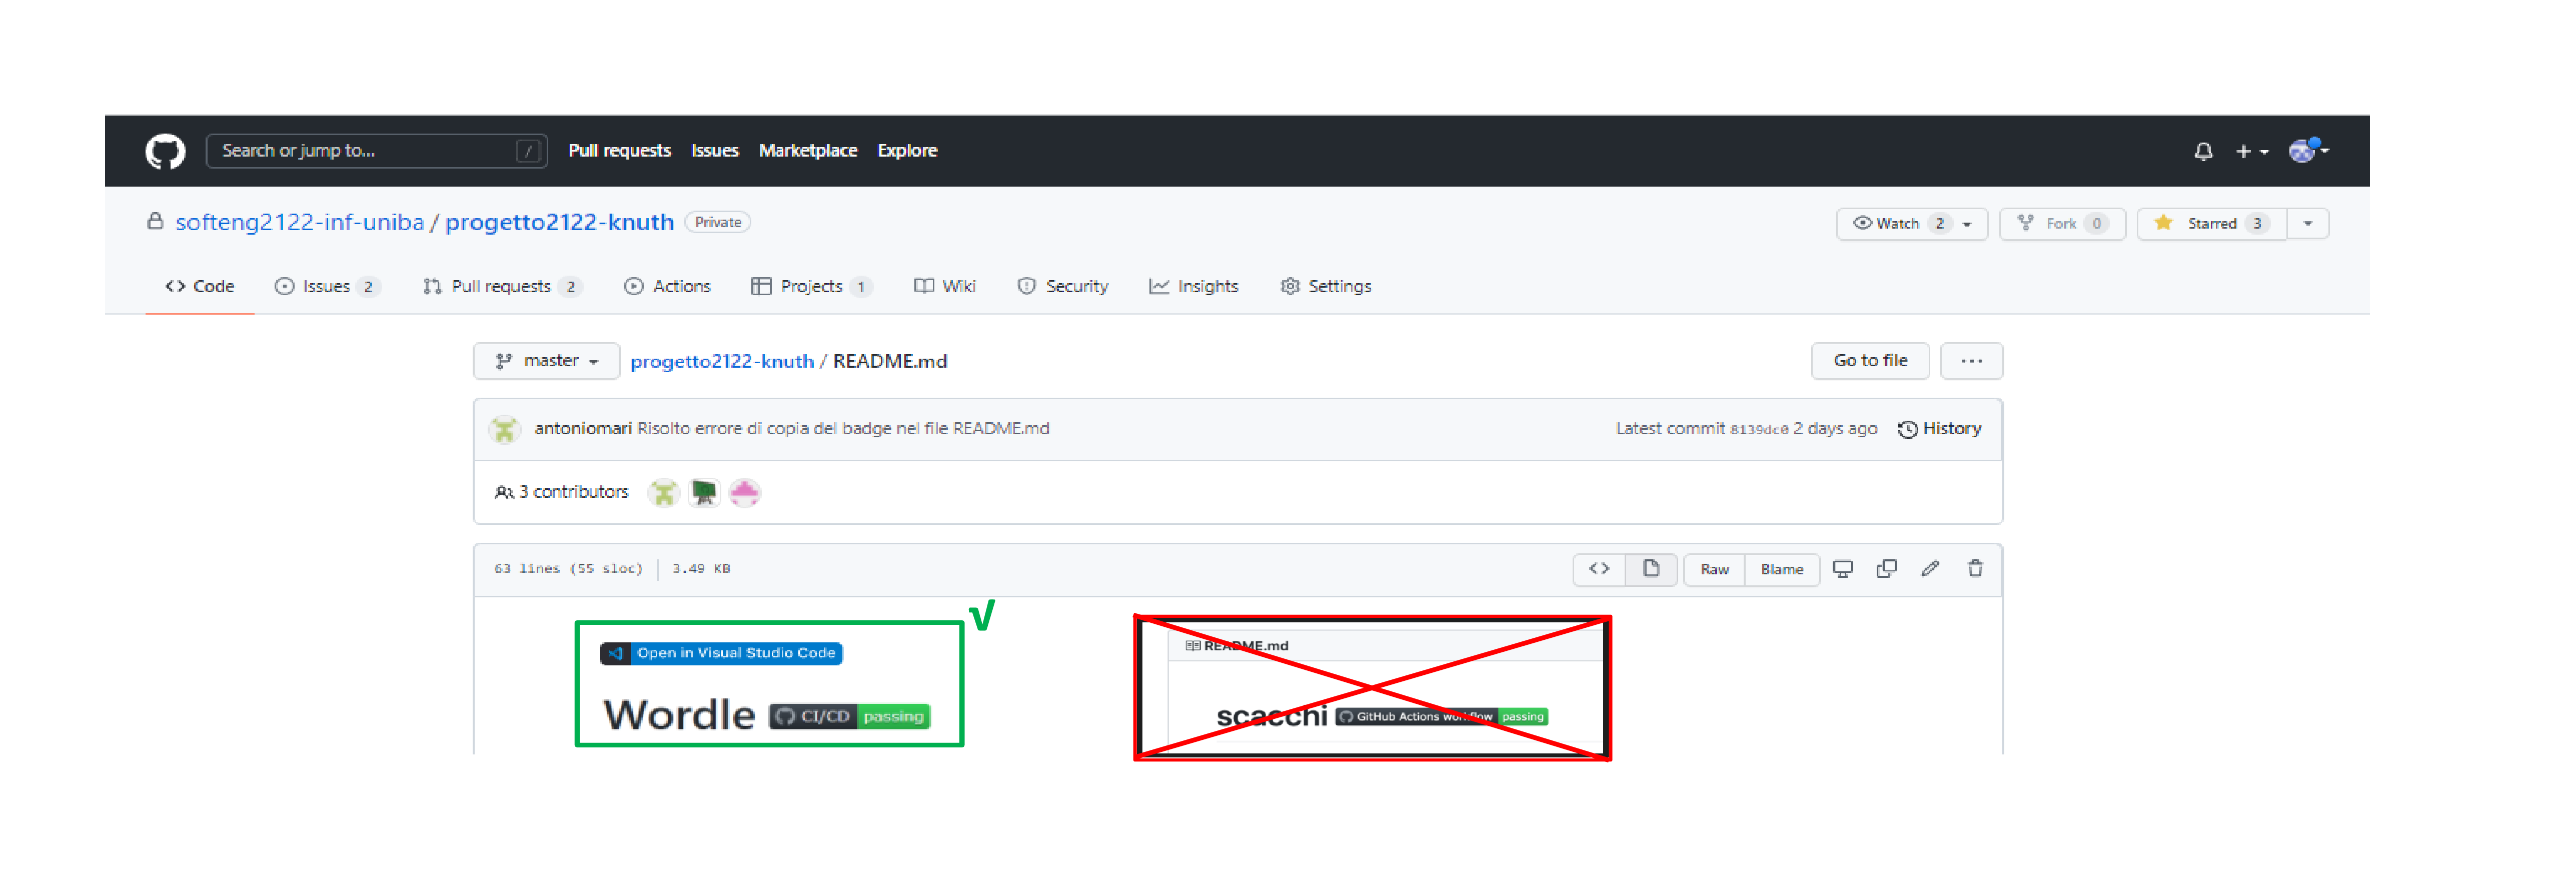 Search or jump to... / Pull requests Issues Marketplace Explore
softeng2122-inf-uniba / progetto2122-knuth Private Watch 2 Fork 0 Starred 3
<> Code Issues 2 Pull requests 2 Actions Projects 1 Wiki Security Insights Settings
master progetto2122-knuth / README.md Go to file ...
antoniomari Risolto errore di copia del badge nel file README.md Latest commit 8139dc0 2 days ago History
3 contributors
63 lines (55 sloc) 3.49 KB <> Raw Blame
√
Open in Visual Studio Code
Wordle CI/CD passing
README.md
scacchi GitHub Actions workflow passing